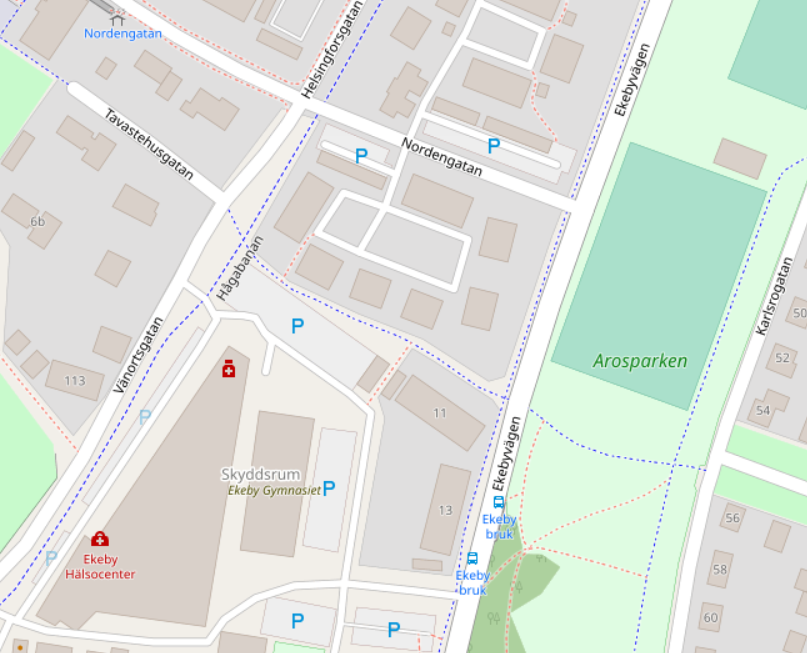 Nordengatan
Helsingforsgatan
Ekebyvägen
Tavastehusgatan
P
P
Nordengatan
6b
Hågabanan
Karlsrogatan
50
P
Vänortsgatan
Arosparken
52
113
P
11
54
Ekebyvägen
Skyddsrum
Ekeby Gymnasiet
P
13
Ekeby
bruk
56
P
Ekeby
Hälsocenter
Ekeby
bruk
58
P
P
60